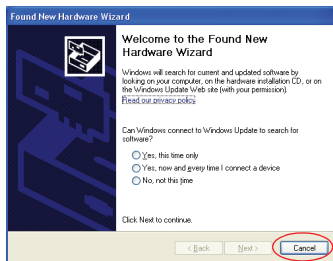 Found New Hardware Wizard
Welcome to the Found New
Hardware Wizard
Windows will search for current and updated software by
looking on your computer, on the hardware installation CD, or on
the Windows Update Web site (with your permission).
Read our privacy policy
Can Windows connect to Windows Update to search for
software?
Yes, this time only
Yes, now and every time I connect a device
No, not this time
Click Next to continue.
< Back
Next >
Cancel